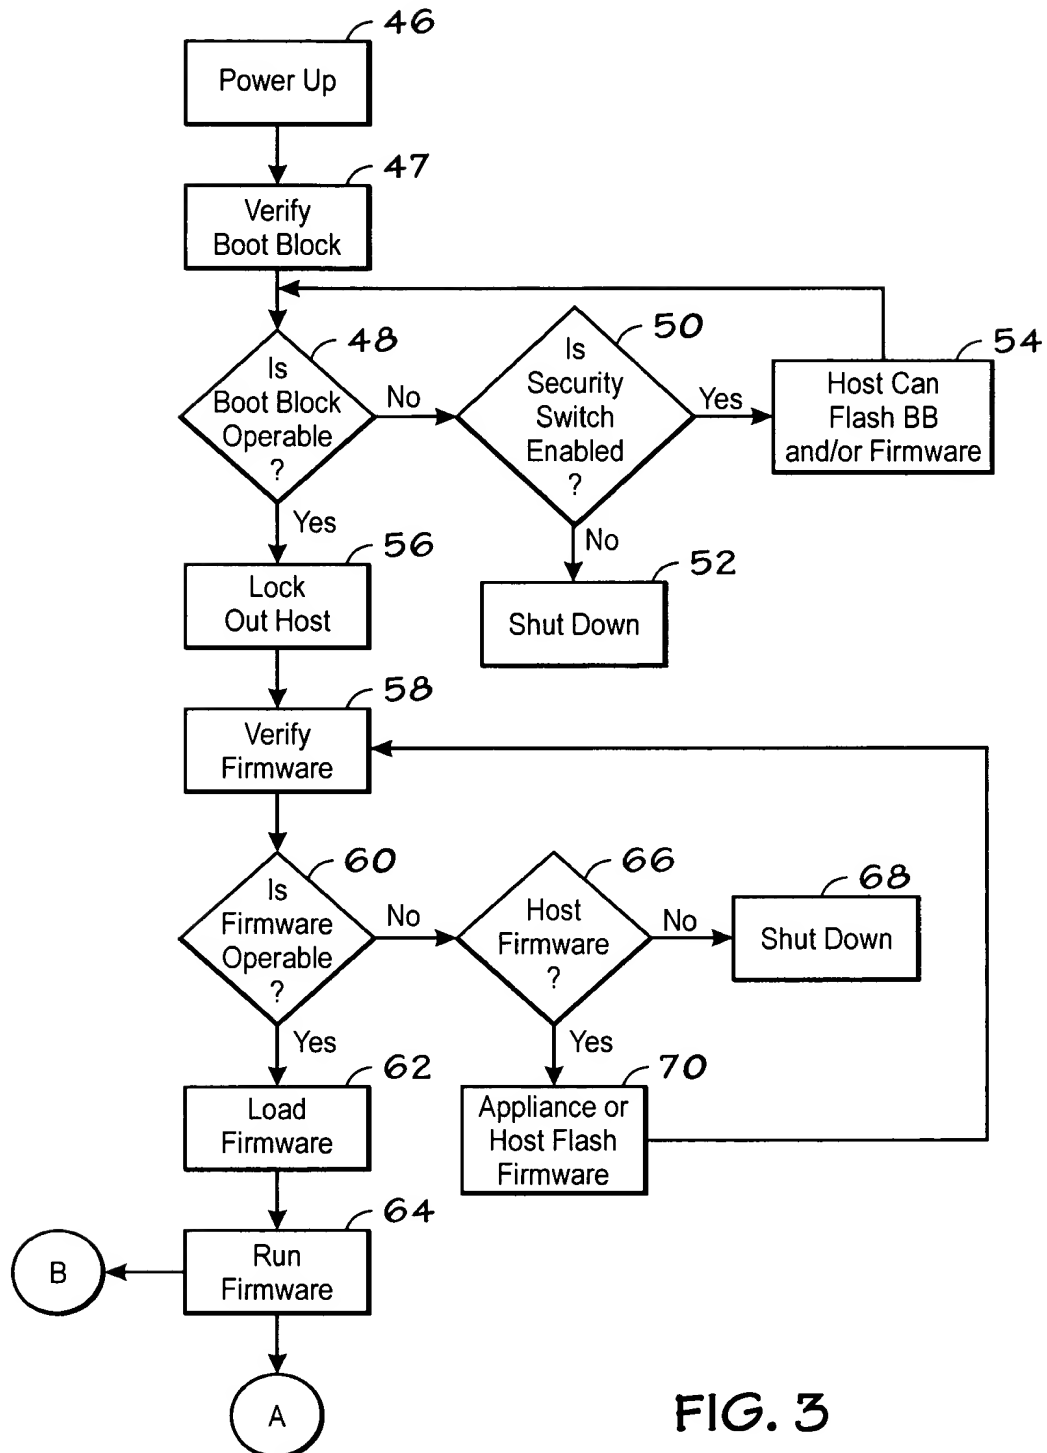 46
Power Up
47
Verify
Boot Block
48
Is
Boot Block
Operable
?
No
Yes
50
Is
Security
Switch
Enabled
?
Yes
No
54
Host Can
Flash BB
and/or Firmware
52
Shut Down
56
Lock
Out Host
58
Verify
Firmware
60
Is
Firmware
Operable
?
No
Yes
66
Host
Firmware
?
No
Yes
68
Shut Down
62
Load
Firmware
70
Appliance or
Host Flash
Firmware
64
Run
Firmware
B
A
FIG. 3